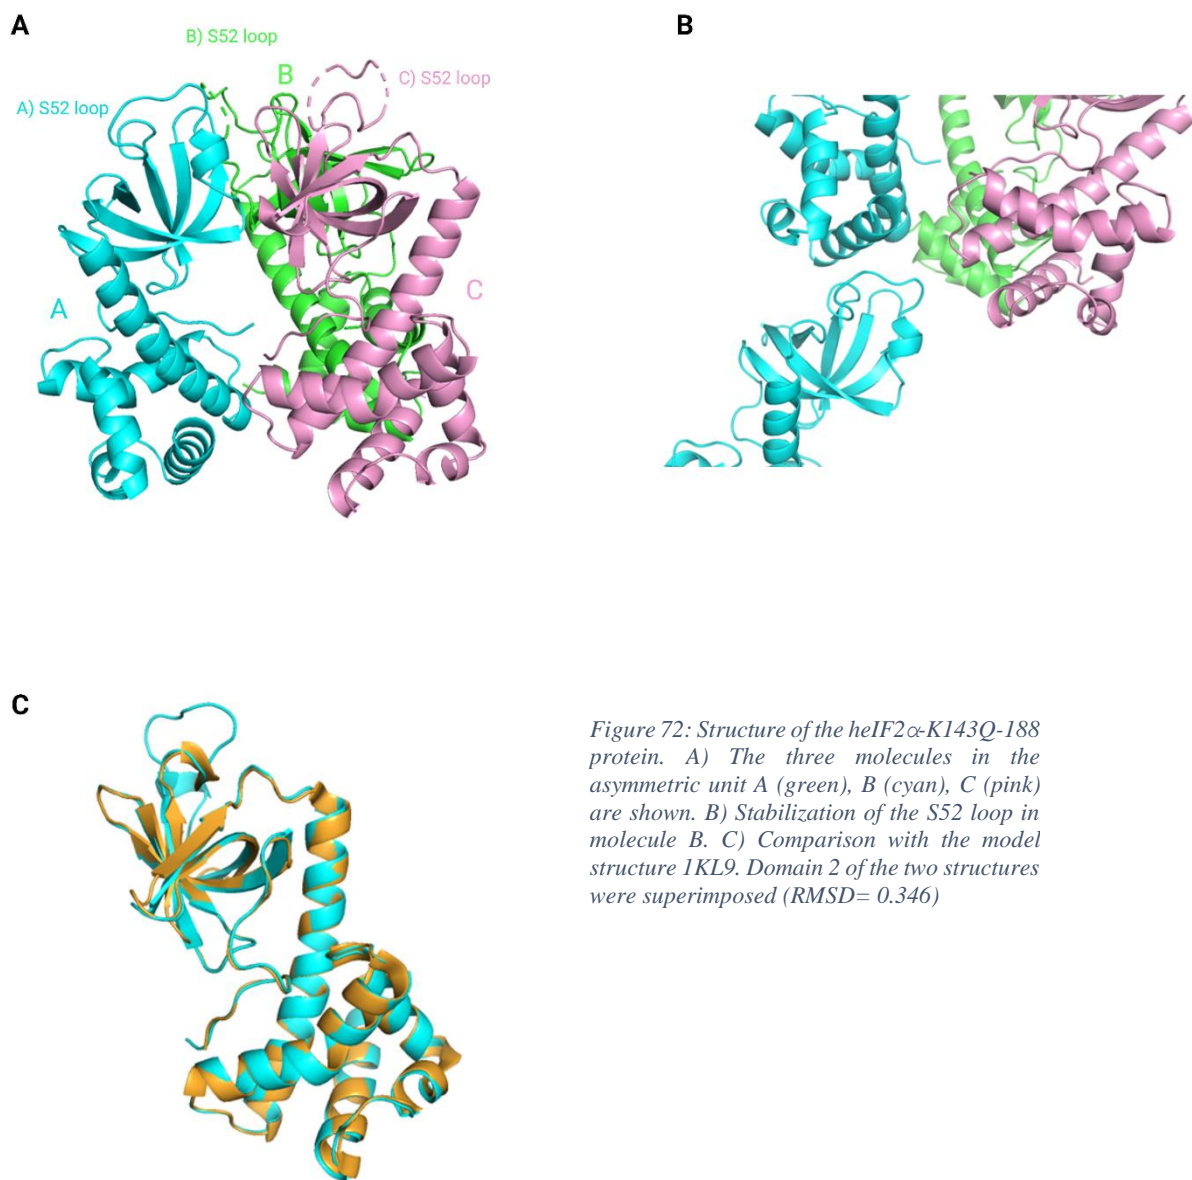 A
B
B) S52 loop
B
C) S52 loop
A) S52 loop
A
C
C
Figure 72: Structure of the heIF2α-K143Q-188
protein. A) The three molecules in the
asymmetric unit A (green), B (cyan), C (pink)
are shown. B) Stabilization of the S52 loop in
molecule B. C) Comparison with the model
structure 1KL9. Domain 2 of the two structures
were superimposed (RMSD= 0.346)